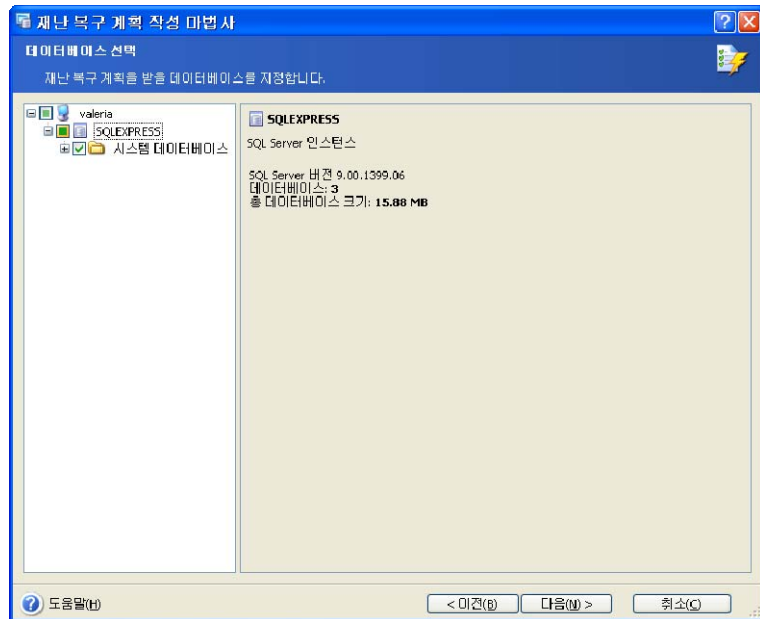 재난 복구 계획 작성 마법사
데이터베이스 선택
재난 복구 계획을 받을 데이터베이스를 지정합니다.
valeria
SQLEXPRESS
시스템 데이터베이스
SQLEXPRESS
SQL Server 인스턴스
SQL Server 버전 9.00.1399.06
데이터베이스: 3
총 데이터베이스 크기: 15.88 MB
도움말(H)
< 이전(B)
다음(N) >
취소(C)